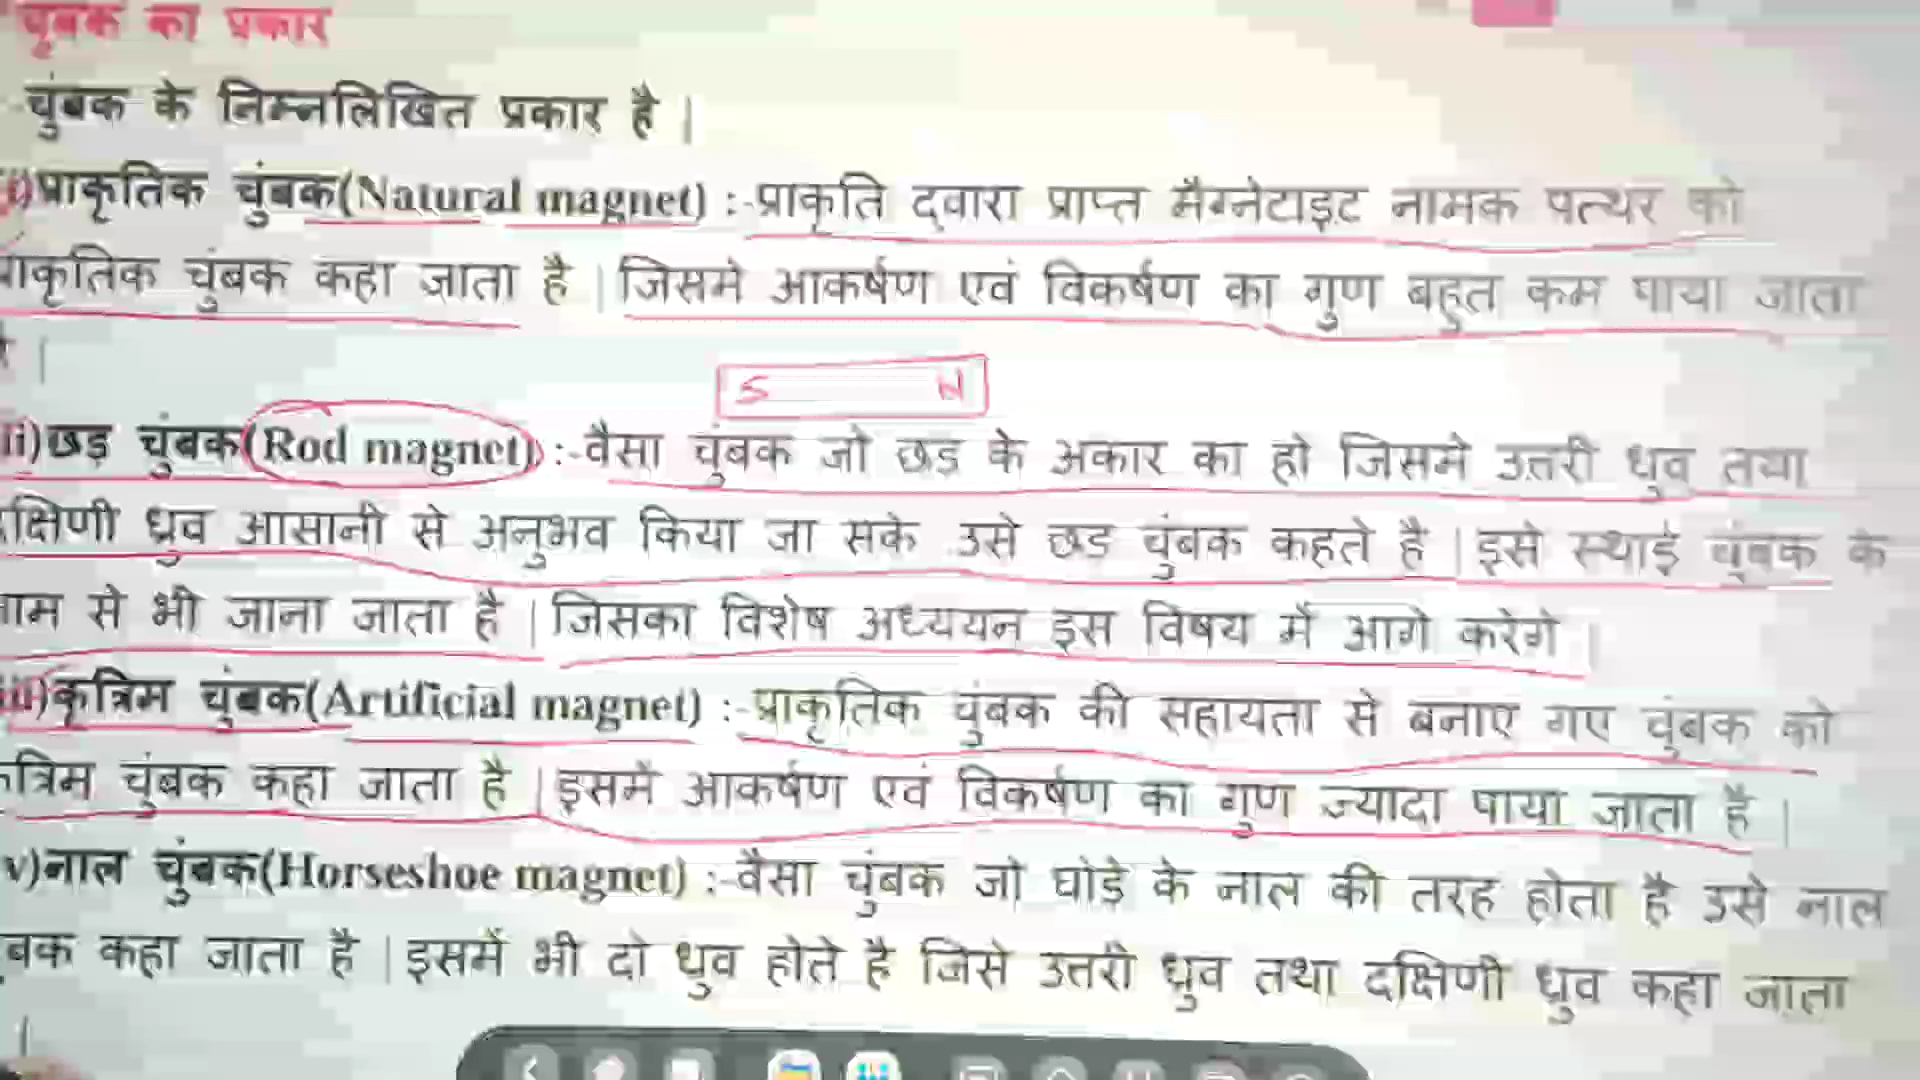 चुंबक का प्रकार
चुंबक के निम्नलिखित प्रकार है |
i)प्राकृतिक चुंबक(Natural magnet) :-प्राकृति दवारा प्राप्त मैग्नेटाइट नामक पत्थर को
प्राकृतिक चुंबक कहा जाता है | जिसमे आकर्षण एवं विकर्षण का गुण बहुत कम पाया जाता
है |
S N
ii)छड़ चुंबक(Rod magnet) :-वैसा चुंबक जो छड के अकार का हो जिसमे उत्तरी ध्रुव तथा
दक्षिणी ध्रुव आसानी से अनुभव किया जा सके उसे छड चुंबक कहते है | इसे स्थाई चुंबक के
नाम से भी जाना जाता है | जिसका विशेष अध्ययन इस विषय में आगे करेगे |
iii)कृत्रिम चुंबक(Artificial magnet) :-प्राकृतिक चुंबक की सहायता से बनाए गए चुंबक को
कृत्रिम चुंबक कहा जाता है | इसमें आकर्षण एवं विकर्षण का गुण ज्यादा पाया जाता है |
v)नाल चुंबक(Horseshoe magnet) :-वैसा चुंबक जो घोड़े के नाल की तरह होता है उसे नाल
चुंबक कहा जाता है | इसमें भी दो ध्रुव होते है जिसे उत्तरी ध्रुव तथा दक्षिणी ध्रुव कहा जाता
|